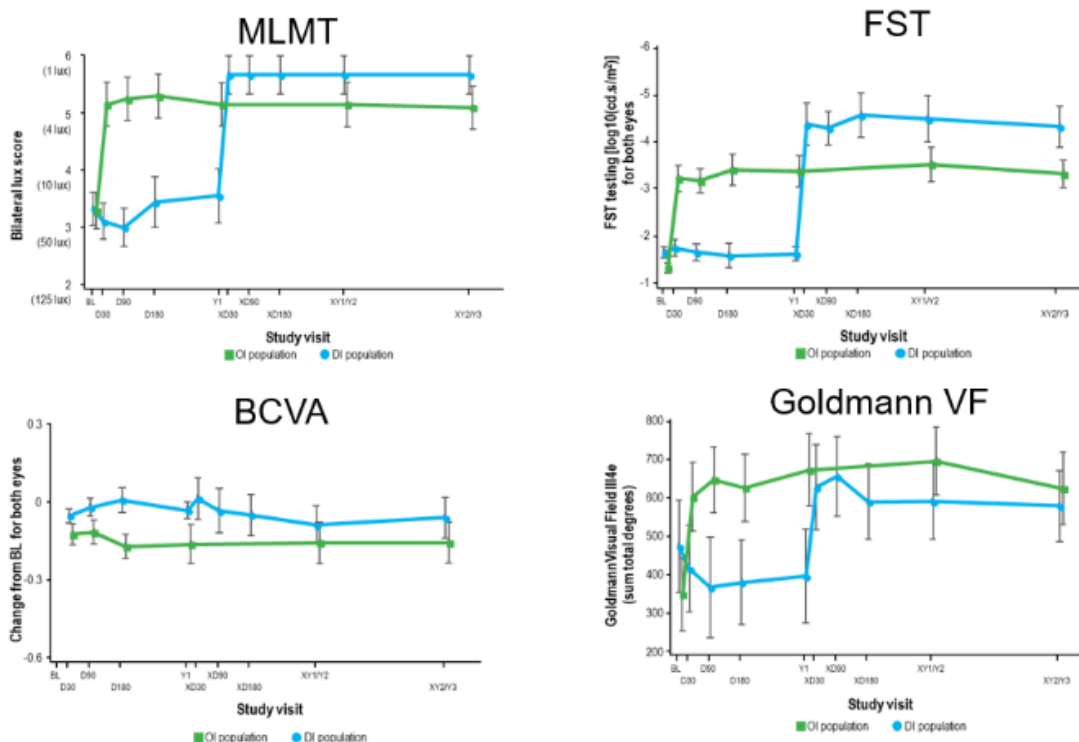 MLMT
Bilateral lux score
6
(1 lux)
5
(4 lux)
4
(10 lux)
3
(50 lux)
2
(125 lux)
BL
D30
D90
D180
Y1
XD30
XD90
XD180
XY1/Y2
XY2/Y3
Study visit
OI population
DI population
FST
FST testing [log10(cd.s/m²)]
for both eyes
-6
-5
-4
-3
-2
-1
BL
D30
D90
D180
Y1
XD30
XD90
XY1/Y2
XY2/Y3
Study visit
OI population
DI population
BCVA
Change from BL for both eyes
0.3
0
-0.3
-0.6
BL
D30
D90
D180
Y1
XD30
XD90
XD180
XY1/Y2
XY2/Y3
Study visit
OI population
DI population
Goldmann VF
Goldmann Visual Field III4e
(sum total degrees)
800
700
600
500
400
300
200
BL
D30
D90
D180
Y1
XD30
XD90
XD180
XY1/Y2
XY2/Y3
Study visit
OI population
DI population